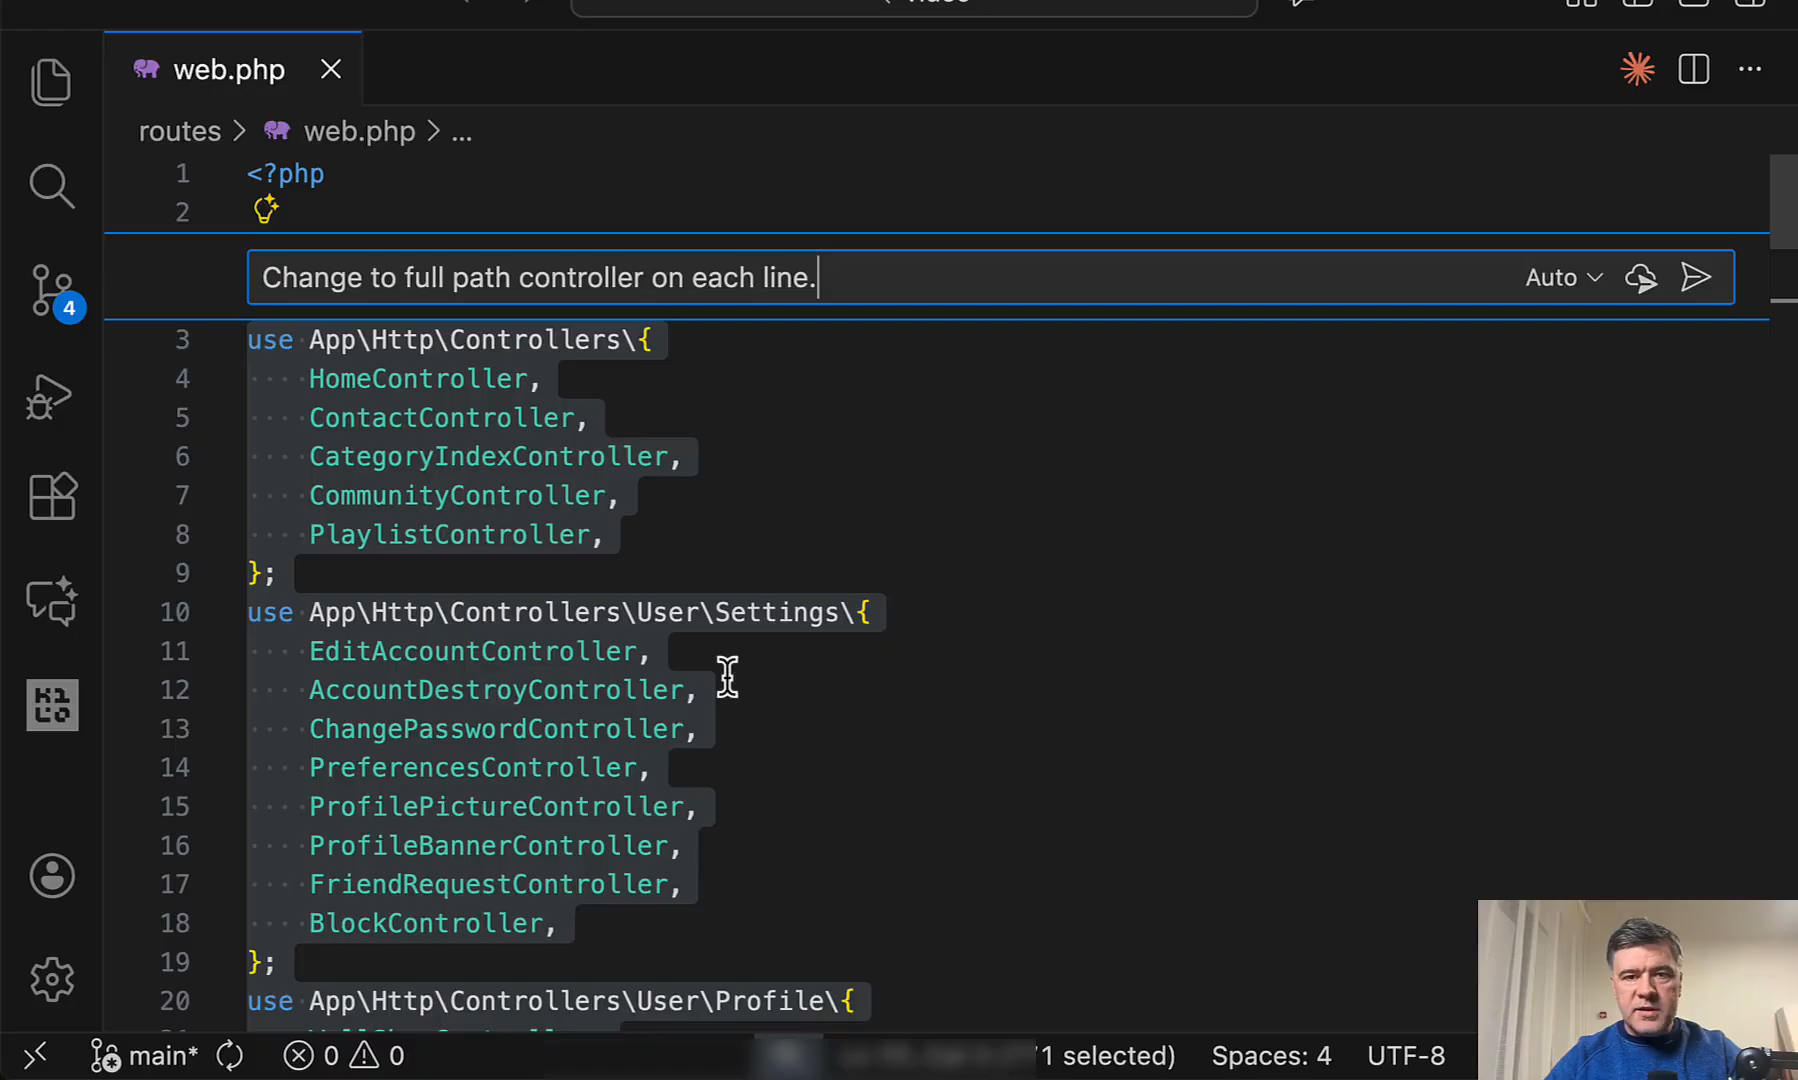 web.php
routes > web.php > ...
1 <?php
2
Change to full path controller on each line.
Auto
3 use App\Http\Controllers\{
4 HomeController,
5 ContactController,
6 CategoryIndexController,
7 CommunityController,
8 PlaylistController,
9 };
10 use App\Http\Controllers\User\Settings\{
11 EditAccountController,
12 AccountDestroyController,
13 ChangePasswordController,
14 PreferencesController,
15 ProfilePictureController,
16 ProfileBannerController,
17 FriendRequestController,
18 BlockController,
19 };
20 use App\Http\Controllers\User\Profile\{
4
main* 0 0 selected) Spaces: 4 UTF-8